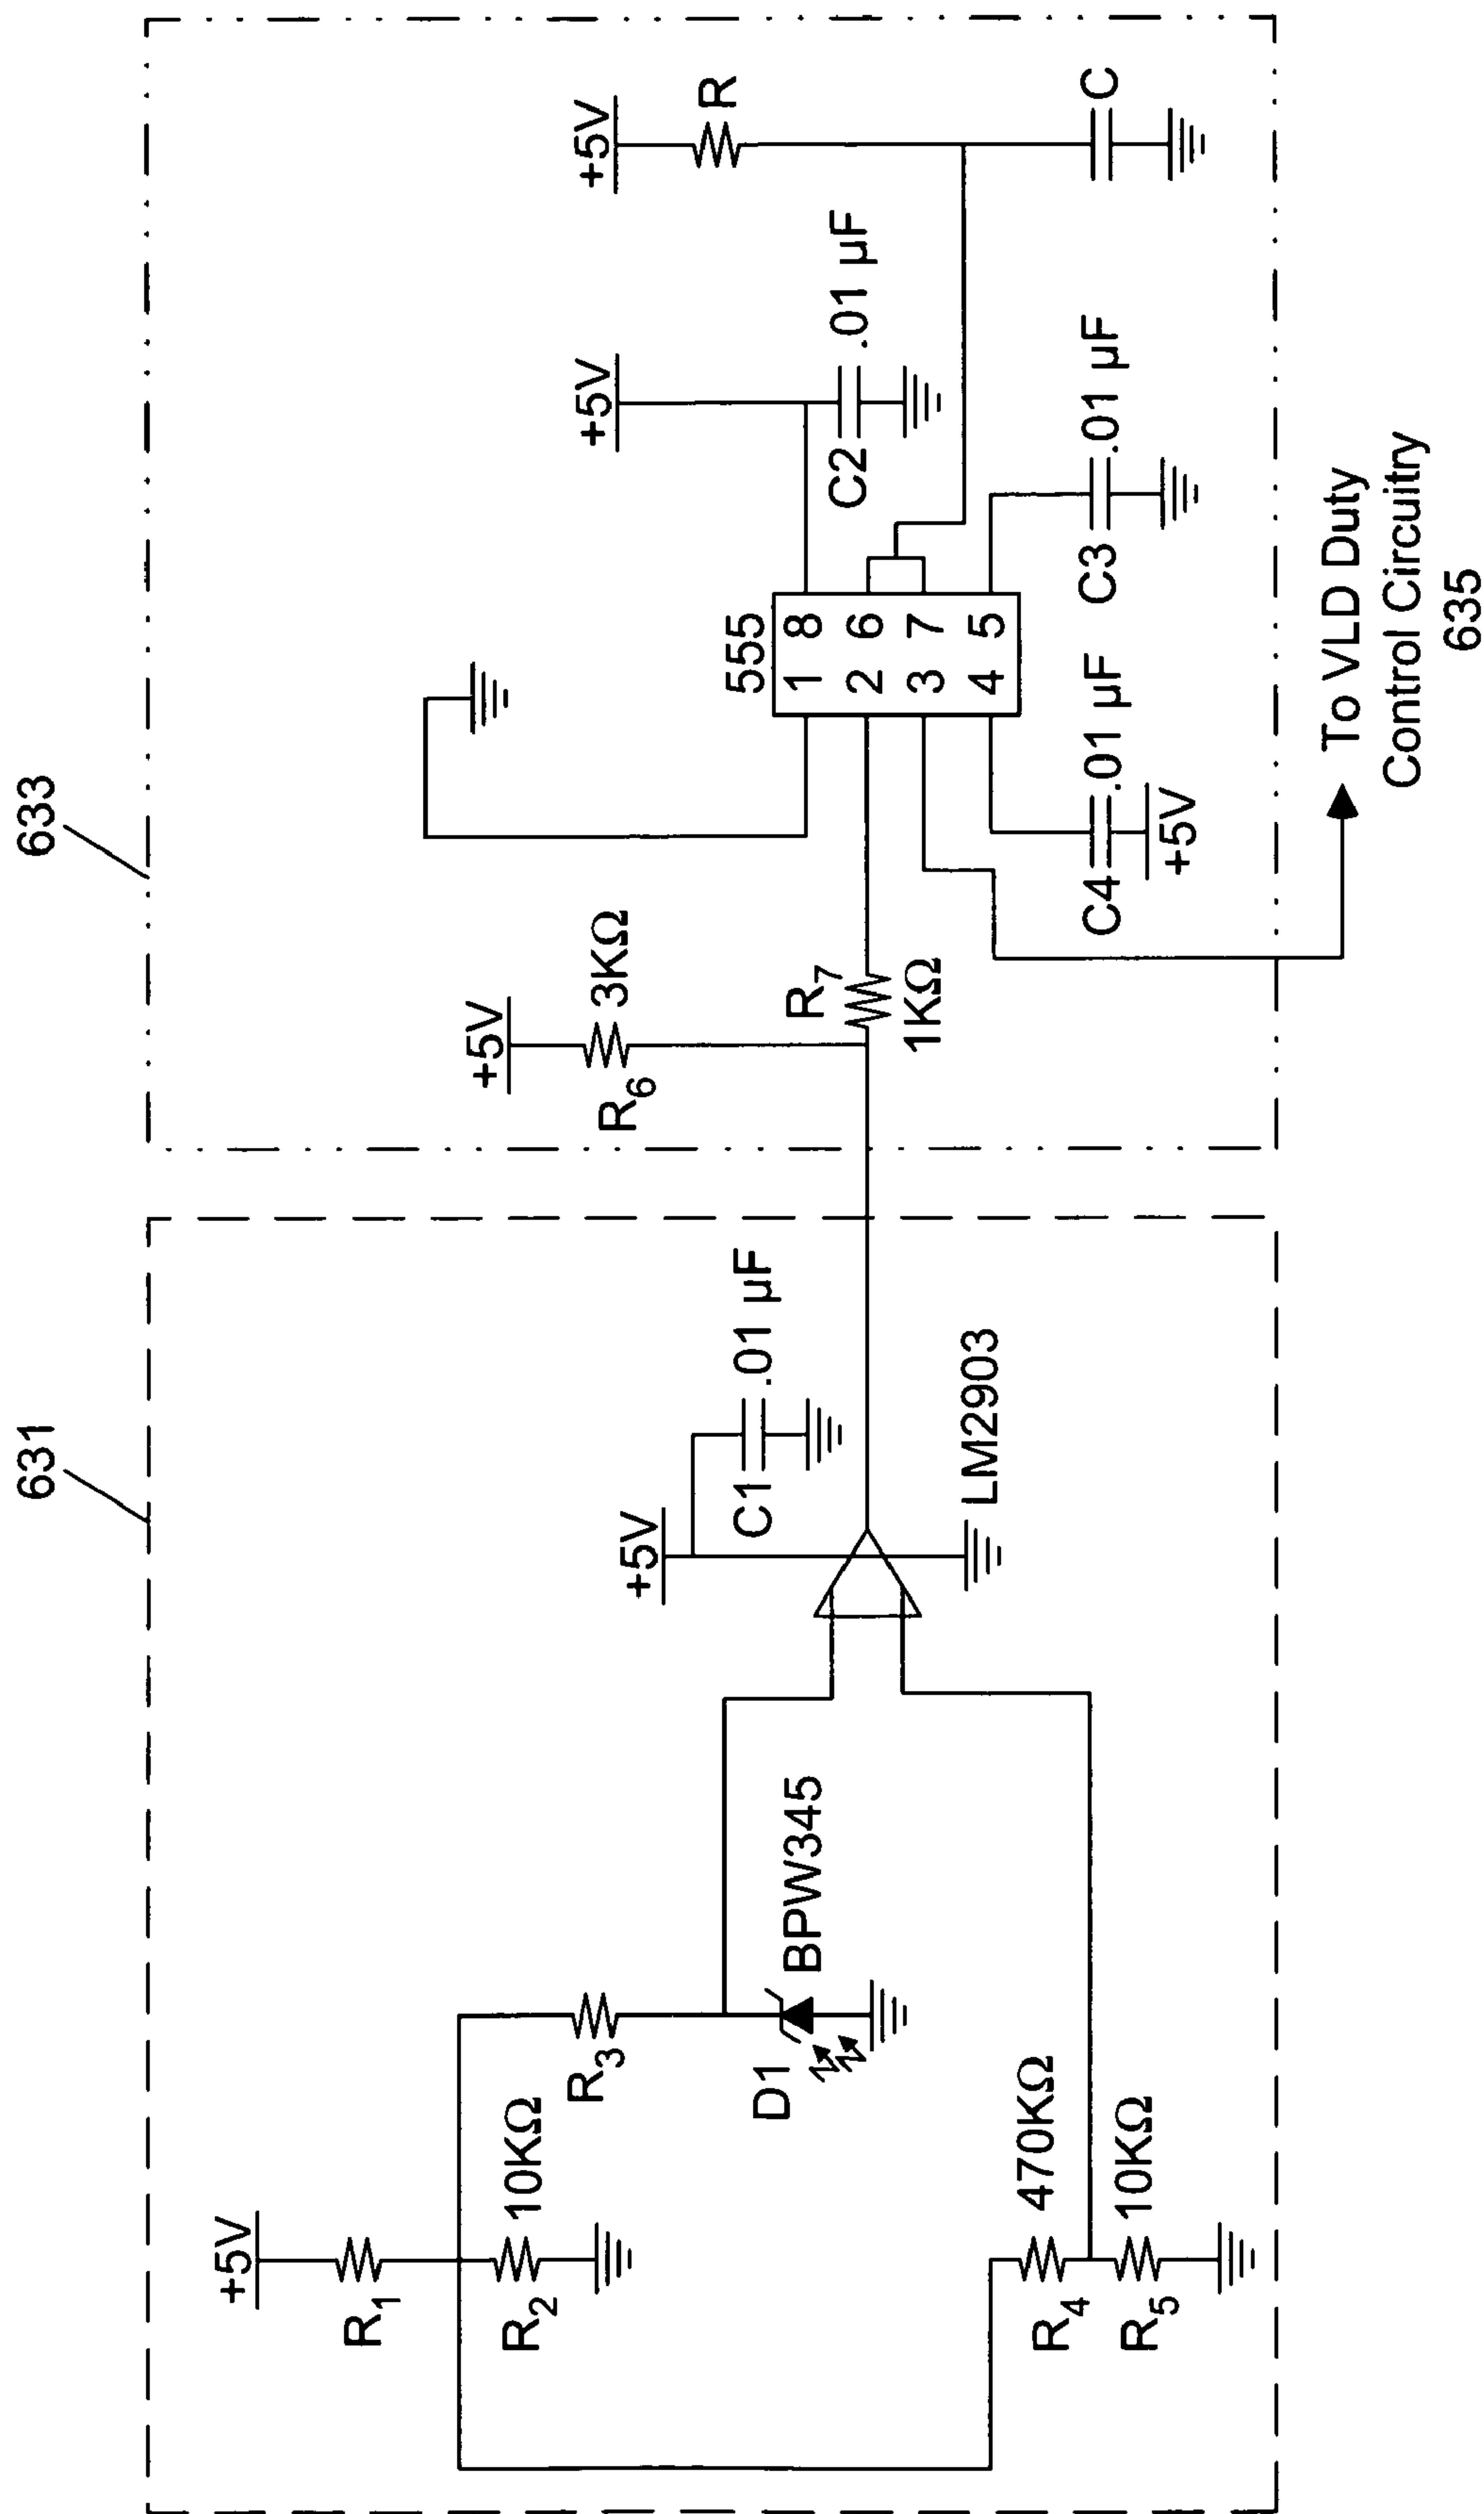 631
+5V
R1
R2 10KΩ
R3
D1
BPW345
R4 470KΩ
R5 10KΩ
+5V
C1 .01 µF
LM2903
633
+5V
R6 3KΩ
R7
1KΩ
555
1 8
2 6
3 7
4 5
C4 .01 µF
+5V
+5V
C2 .01 µF
C3 .01 µF
+5V
R
C
To VLD Duty
Control Circuitry
635